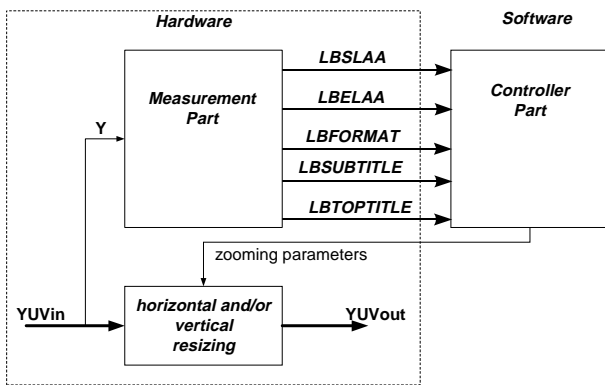 Hardware
Software
Measurement
Part
LBSLAA
LBELAA
LBFORMAT
LBSUBTITLE
LBTOPTITLE
Controller
Part
Y
zooming parameters
YUVin
horizontal and/or
vertical
resizing
YUVout